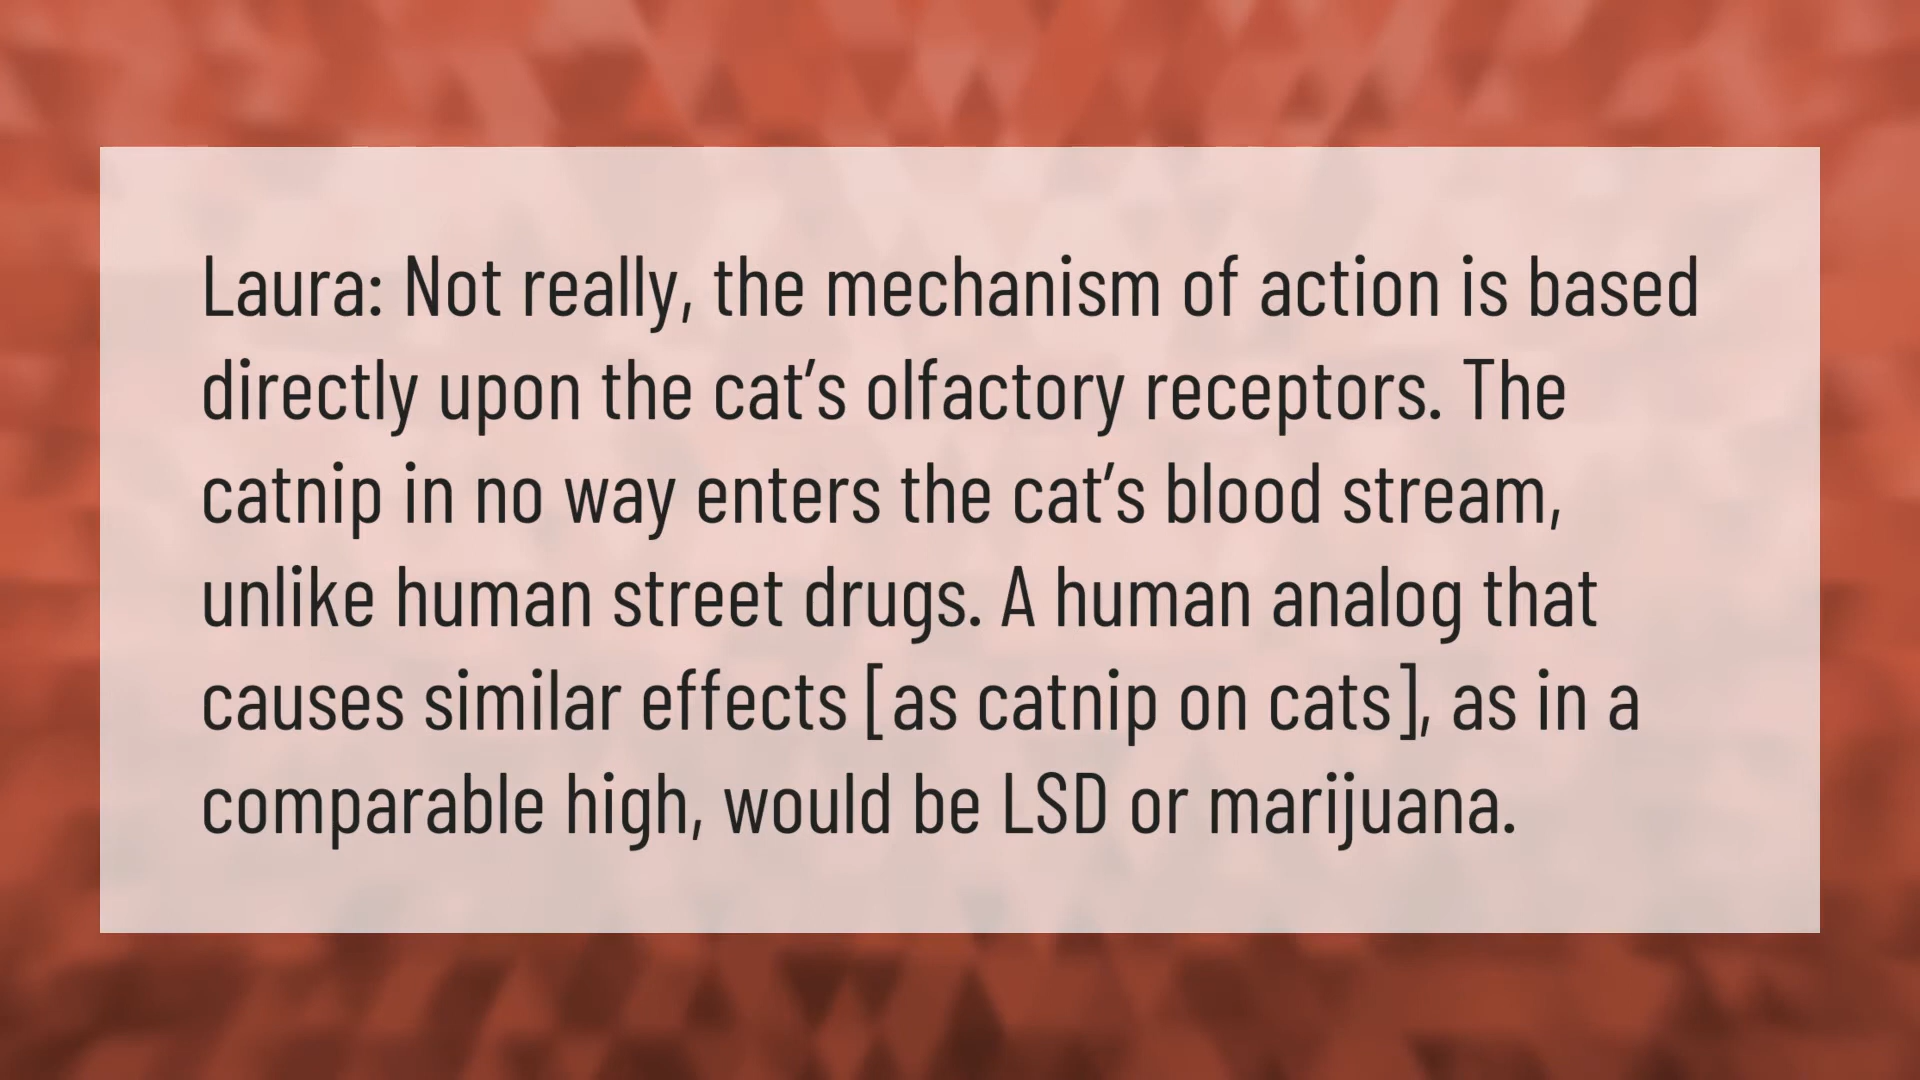 Laura: Not really, the mechanism of action is based
directly upon the cat’s olfactory receptors. The
catnip in no way enters the cat’s blood stream,
unlike human street drugs. A human analog that
causes similar effects [as catnip on cats], as in a
comparable high, would be LSD or marijuana.